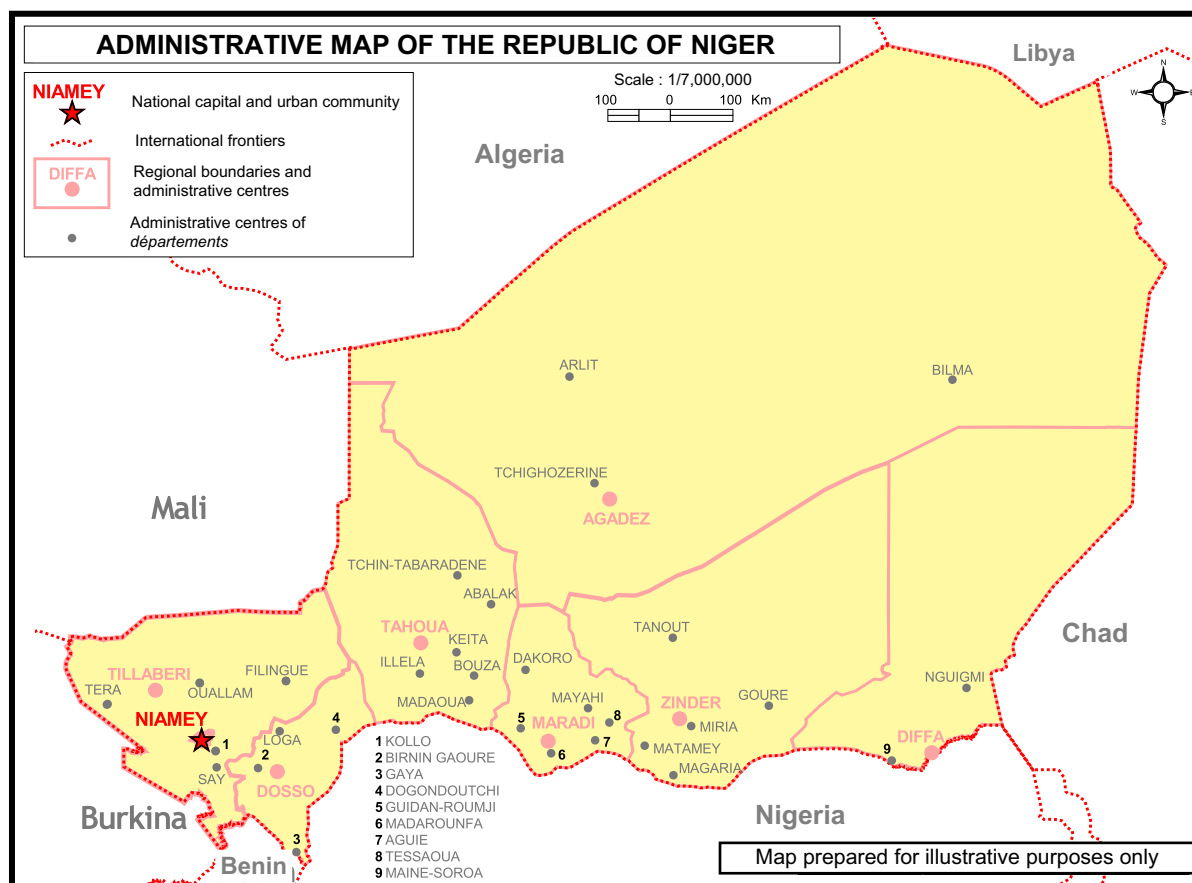 ADMINISTRATIVE MAP OF THE REPUBLIC OF NIGER
Libya
NIAMEY
National capital and urban community
International frontiers
DIFFA
Regional boundaries and
administrative centres
Administrative centres of
départements
Scale : 1/7,000,000
100 0 100 Km
N
W E
S
Algeria
ARLIT
BILMA
TCHIGHOZERINE
AGADEZ
Mali
TCHIN-TABARADENE
ABALAK
TAHOUA
KEITA
ILLELA
BOUZA
MADAOUA
TANOUT
Chad
DAKORO
FILINGUE
TILLABERI
OUALLAM
TERA
NIAMEY
1
SAY
LOGA
4
2
DOSSO
3
MAYAHI
5
MARADI
8
7
6
ZINDER
GOURE
MIRIA
MATAMEY
MAGARIA
NGUIGMI
DIFFA
9
1 KOLLO
2 BIRNIN GAOURE
3 GAYA
4 DOGONDOUTCHI
5 GUIDAN-ROUMJI
6 MADAROUNFA
7 AGUIE
8 TESSAOUA
9 MAINE-SOROA
Burkina
Benin
Nigeria
Map prepared for illustrative purposes only